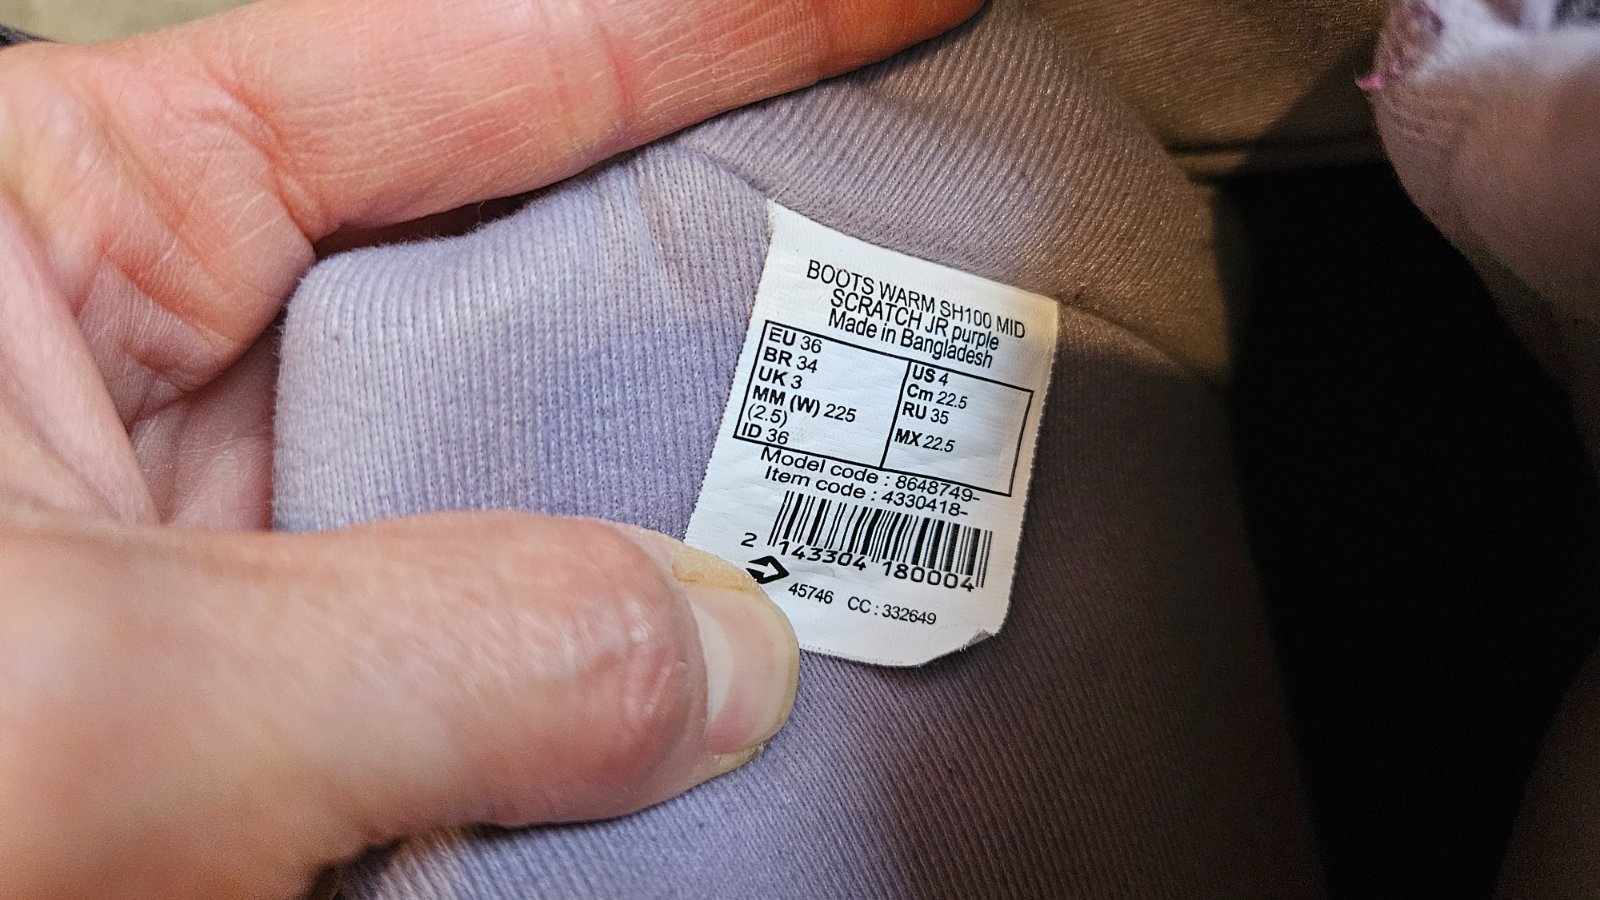 BOOTS WARM SH100 MID
SCRATCH JR purple
Made in Bangladesh
EU 36
BR 34
UK 3
MM (W) 225
(2.5)
ID 36
US 4
Cm 22.5
RU 35
MX 22.5
Model code : 8648749-
Item code : 4330418-
2 143304 180004
45746 CC : 332649